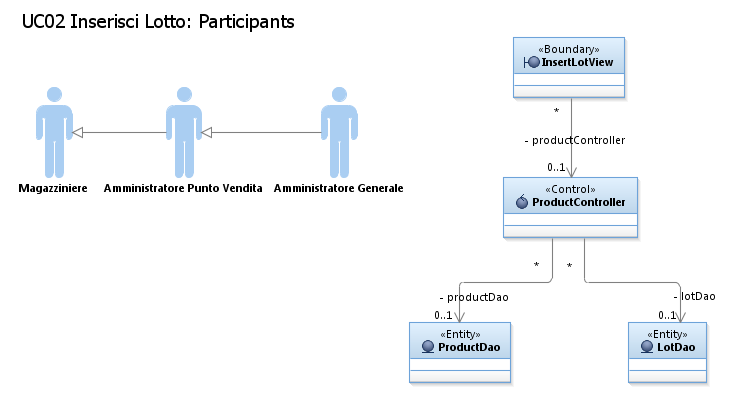 UC02 Inserisci Lotto: Participants
«Boundary»
InsertLotView
*
- productController
0..1
Magazziniere
Amministratore Punto Vendita
Amministratore Generale
«Control»
ProductController
*
*
- productDao
- lotDao
0..1
0..1
«Entity»
ProductDao
«Entity»
LotDao